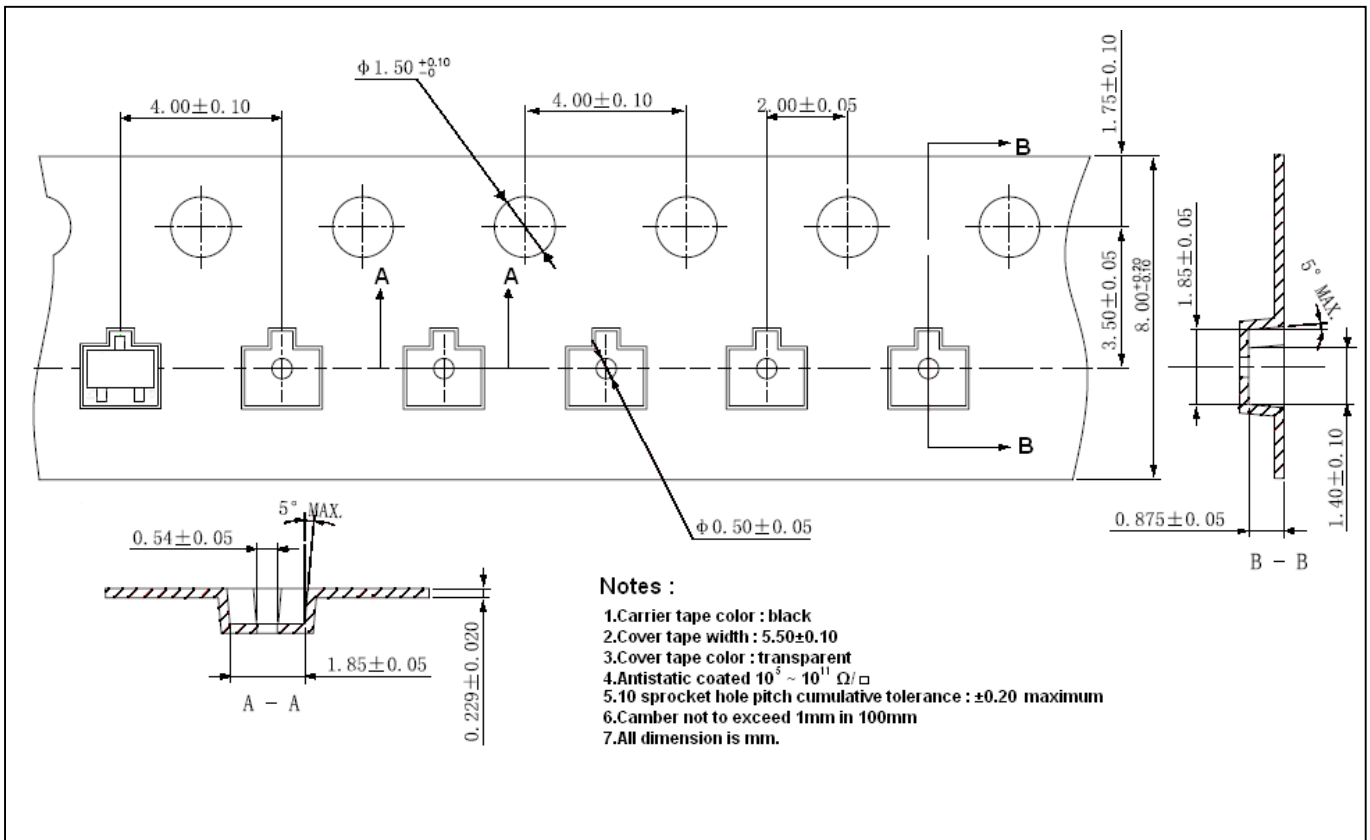 φ1.50 +0.10 -0
4.00±0.10
4.00±0.10
2.00±0.05
1.75±0.10
B
A
A
3.50±0.05
8.00 +0.20 -0.10
1.85±0.05
5° MAX.
B
1.40±0.10
φ0.50±0.05
0.875±0.05
B - B
5° MAX.
0.54±0.05
1.85±0.05
0.229±0.020
A - A
Notes :
1.Carrier tape color : black
2.Cover tape width : 5.50±0.10
3.Cover tape color : transparent
4.Antistatic coated 10⁵ ~ 10¹¹ Ω/□
5.10 sprocket hole pitch cumulative tolerance : ±0.20 maximum
6.Camber not to exceed 1mm in 100mm
7.All dimension is mm.